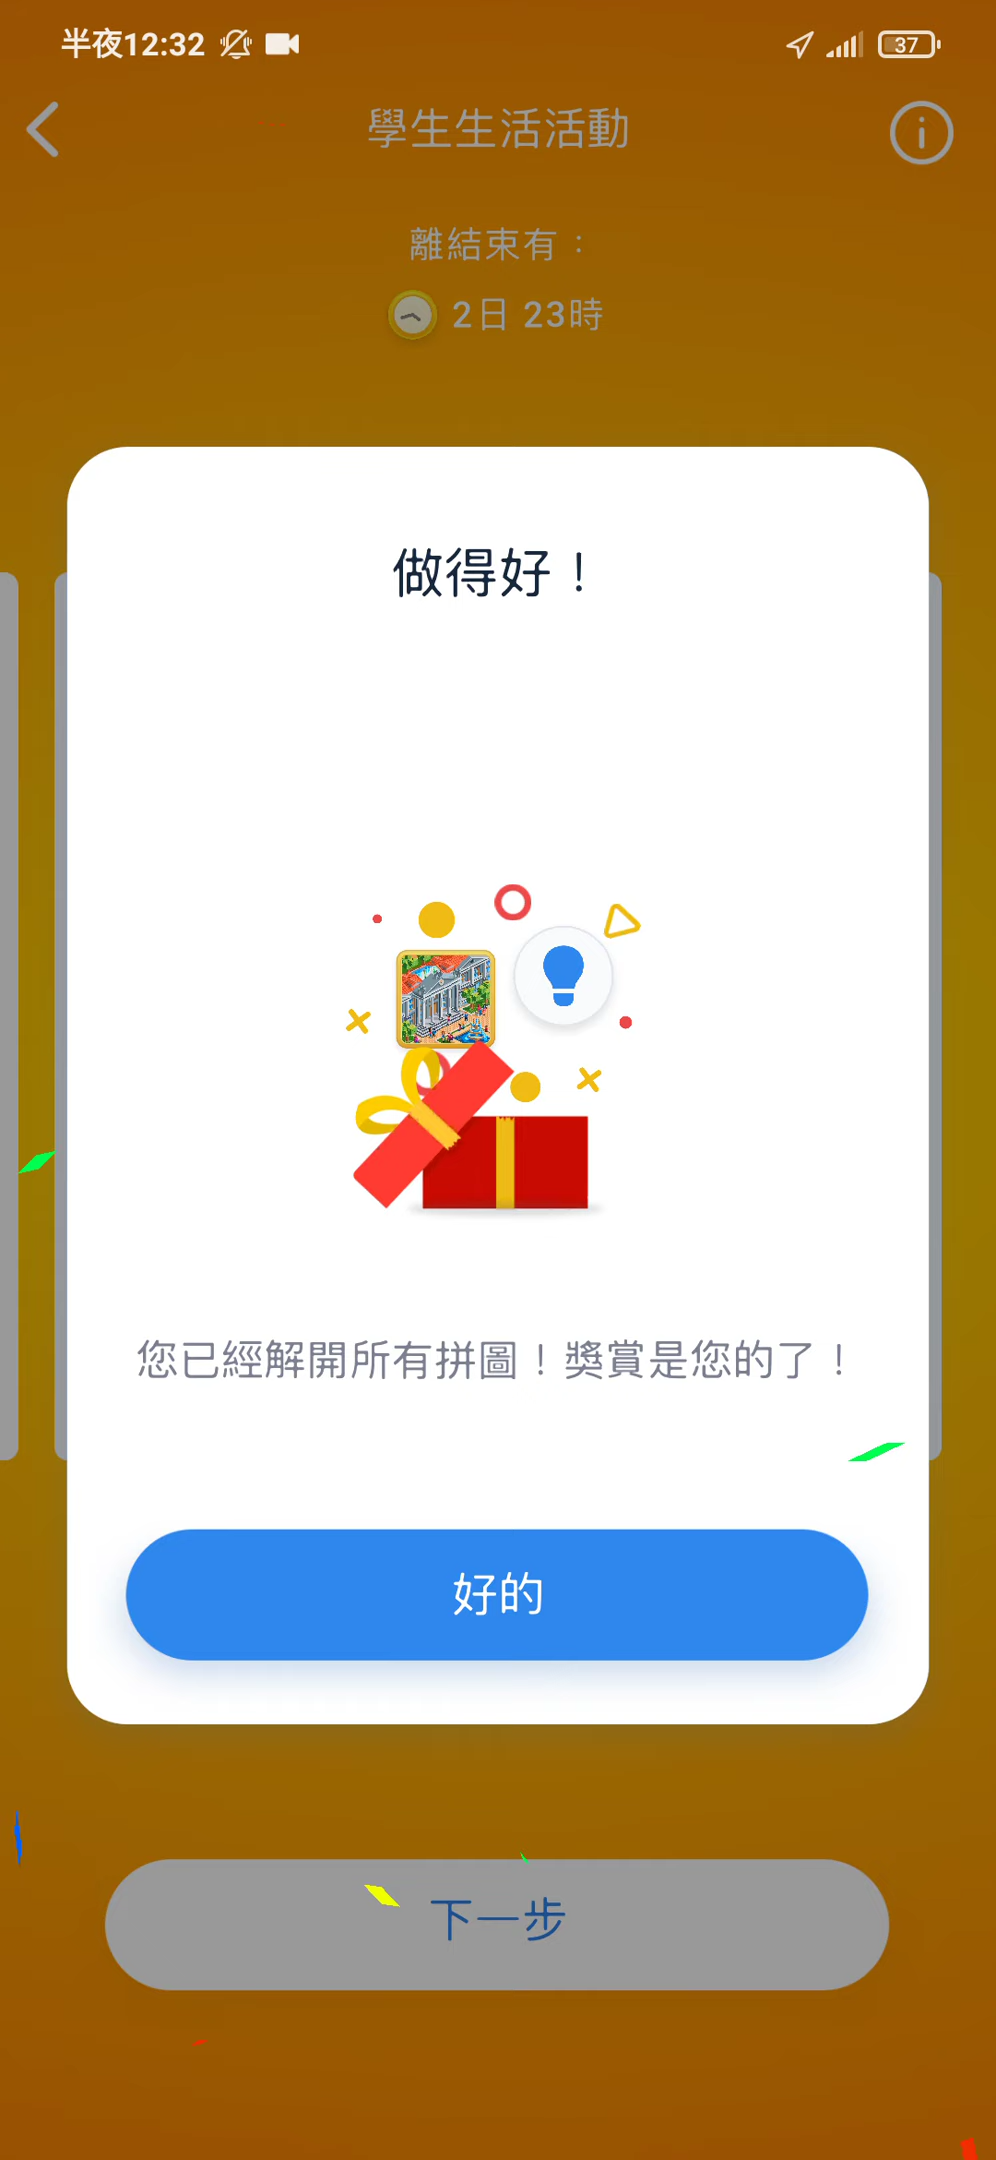 半夜12:32
37
學生生活活動
離結束有：
2日 23時
做得好！
您已經解開所有拼圖！獎賞是您的了！
好的
下一步